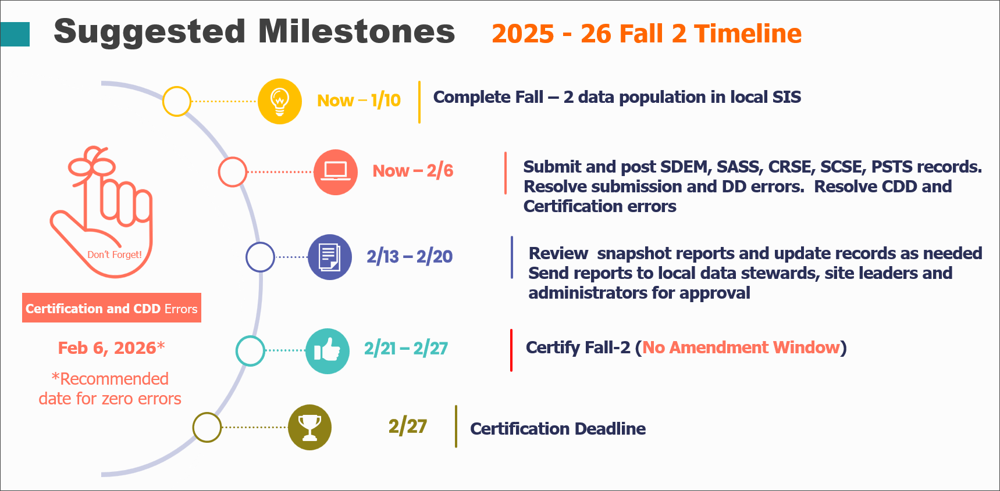 Suggested Milestones 2025 - 26 Fall 2 Timeline
Now – 1/10
Complete Fall – 2 data population in local SIS
Now – 2/6
Submit and post SDEM, SASS, CRSE, SCSE, PSTS records.
Resolve submission and DD errors.  Resolve CDD and
Certification errors
Don't Forget!
Certification and CDD Errors
Feb 6, 2026*
*Recommended
date for zero errors
2/13 – 2/20
Review  snapshot reports and update records as needed
Send reports to local data stewards, site leaders and
administrators for approval
2/21 – 2/27
Certify Fall-2 (No Amendment Window)
2/27
Certification Deadline